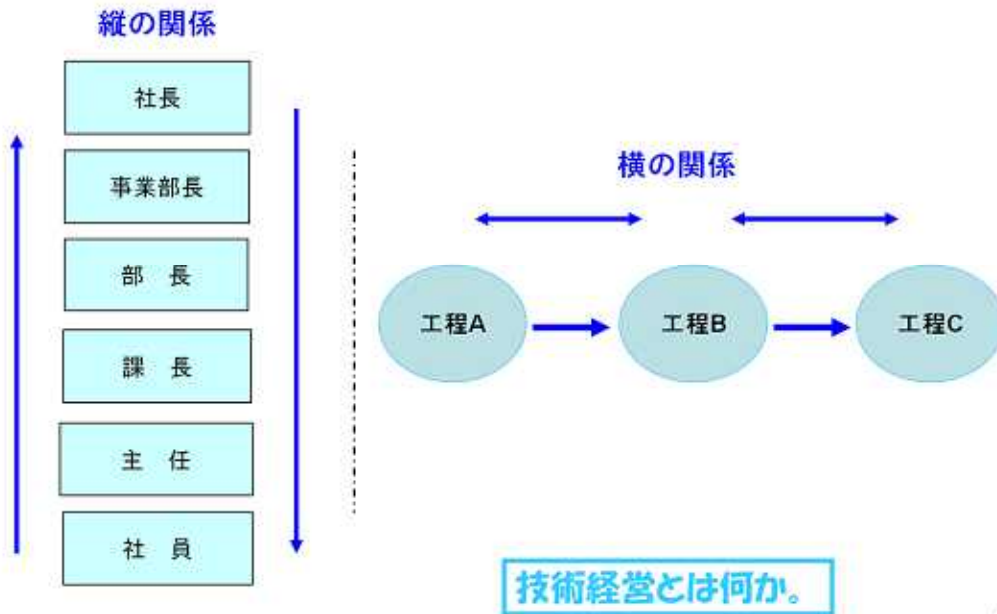 縦の関係
社長
事業部長
部　長
課　長
主　任
社　員
横の関係
工程A
工程B
工程C
技術経営とは何か。